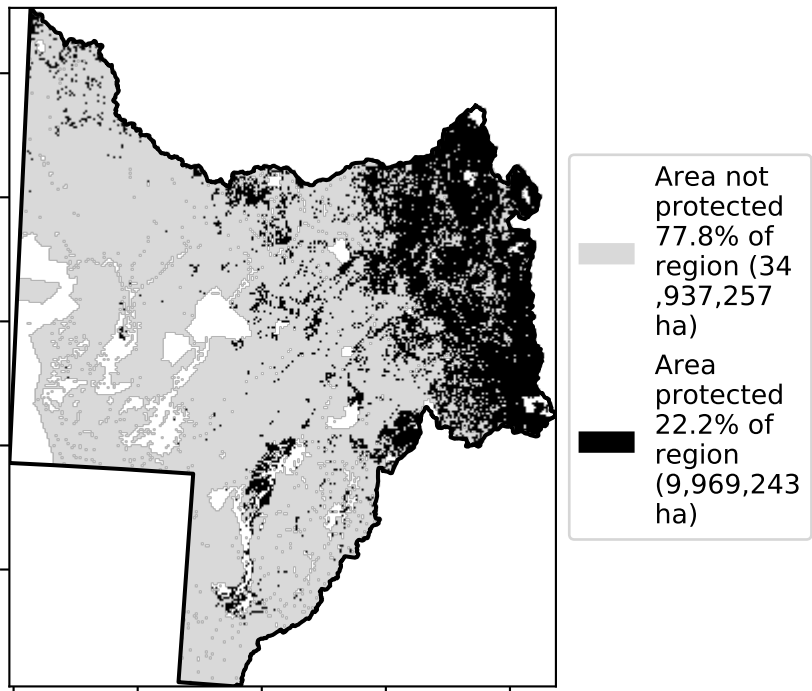 Area not
protected
77.8% of
region (34
,937,257
ha)
Area
protected
22.2% of
region
(9,969,243
ha)